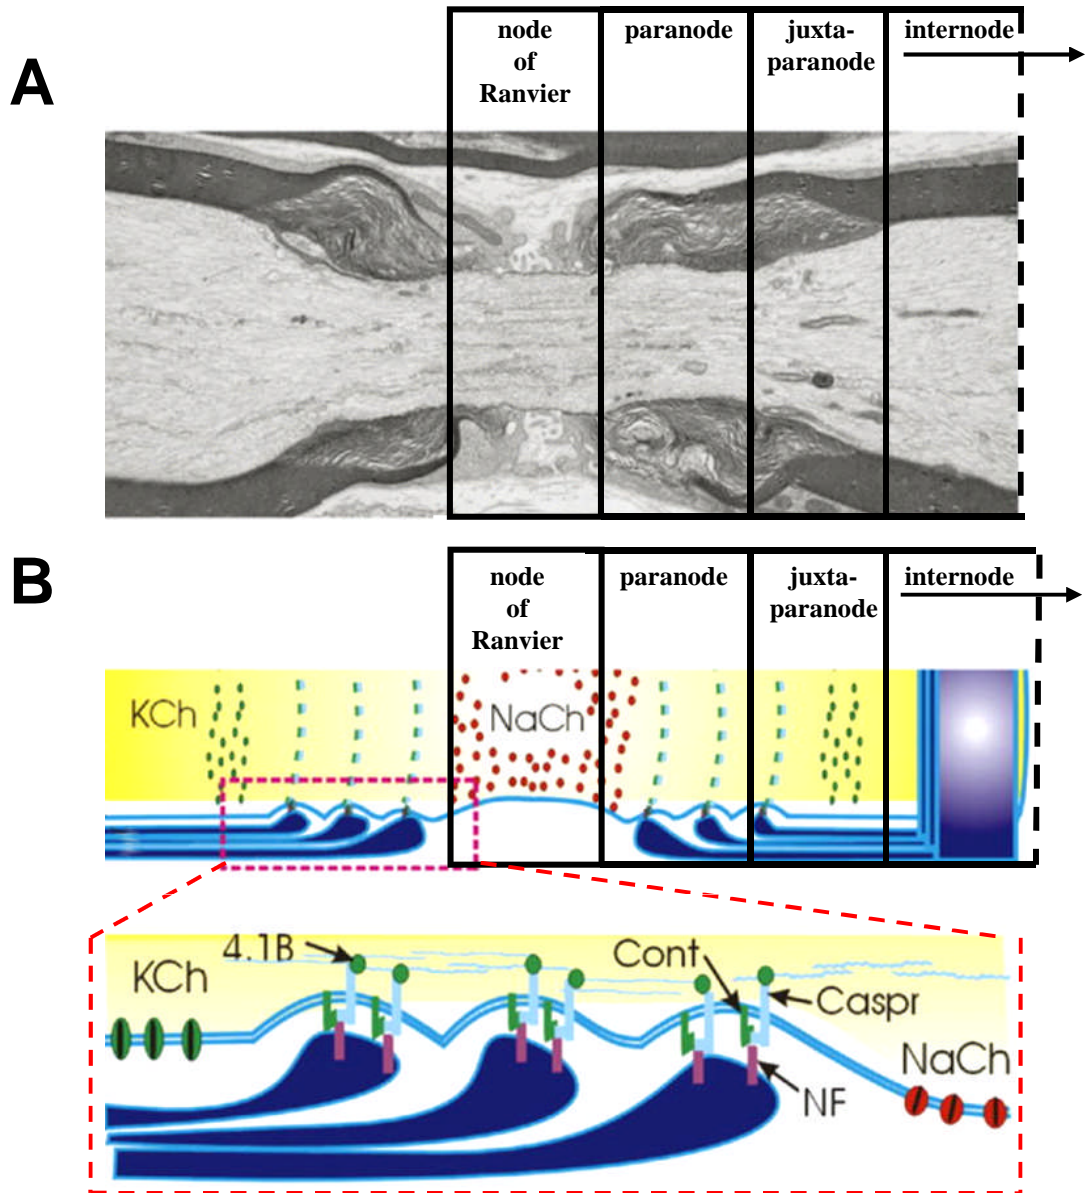 A
node
of
Ranvier
paranode
juxta-
paranode
internode
B
node
of
Ranvier
paranode
juxta-
paranode
internode
KCh
NaCh
4.1B
Cont
KCh
Caspr
NaCh
NF